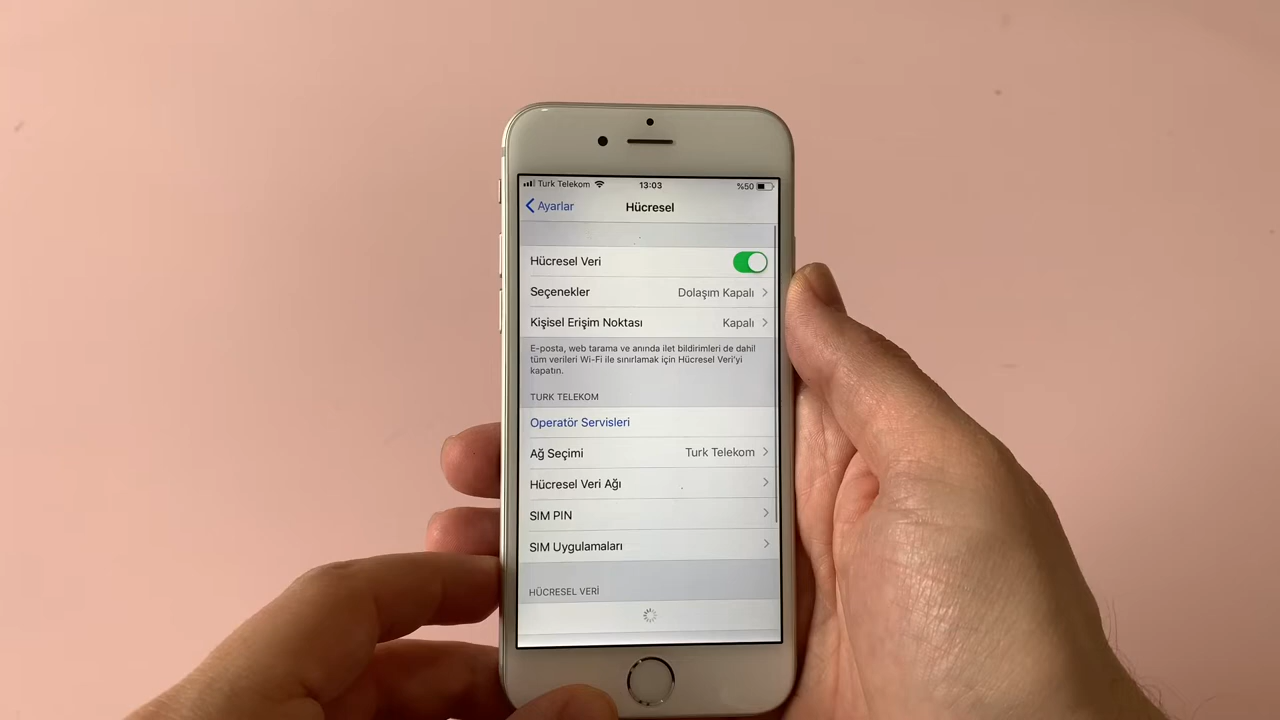 Turk Telekom 13:03 %50
Ayarlar Hücresel
Hücresel Veri
Seçenekler Dolaşım Kapalı
Kişisel Erişim Noktası Kapalı
E-posta, web tarama ve anında ilet bildirimleri de dahil
tüm verileri Wi-Fi ile sınırlamak için Hücresel Veri'yi
kapatın.
TURK TELEKOM
Operatör Servisleri
Ağ Seçimi Turk Telekom
Hücresel Veri Ağı
SIM PIN
SIM Uygulamaları
HÜCRESEL VERİ